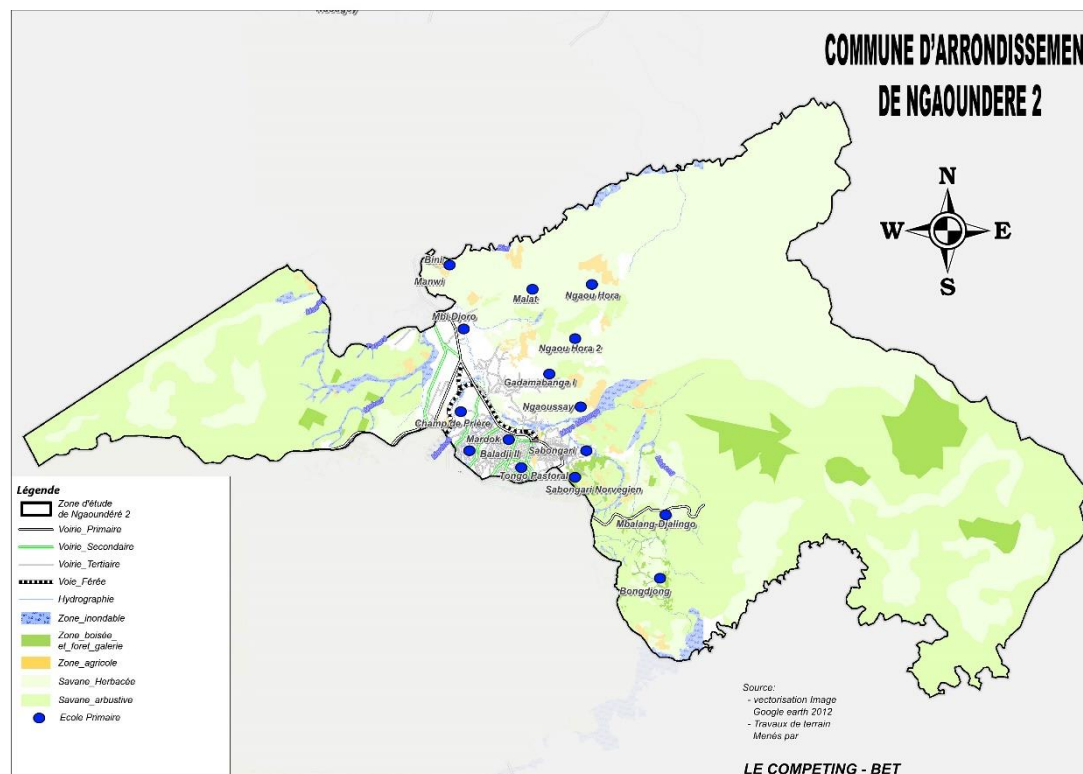 COMMUNE D'ARRONDISSEMEN
DE NGAOUNDERE 2
N
W
E
S
Bini
Manwi
Malat
Ngaou Hora
Mbi Djoro
Ngaou Hora 2
Gadamabanga I
Ngaoussay
Champ de Prière
Mardok
Baladji II
Sabongari
Tongo Pastoral
Sabongari Norvegien
Mbalang-Djalingo
Bongdjong
Légende
Zone d'étude
de Ngaoundéré 2
Voirie_Primaire
Voirie_Secondaire
Voirie_Tertiaire
Voie_Férée
Hydrographie
Zone_inondable
Zone_boisée_
et_foret_galerie
Zone_agricole
Savane_Herbacée
Savane_arbustive
Ecole Primaire
Source:
- vectorisation Image
Google earth 2012
- Travaux de terrain
Menés par
LE COMPETING - BET